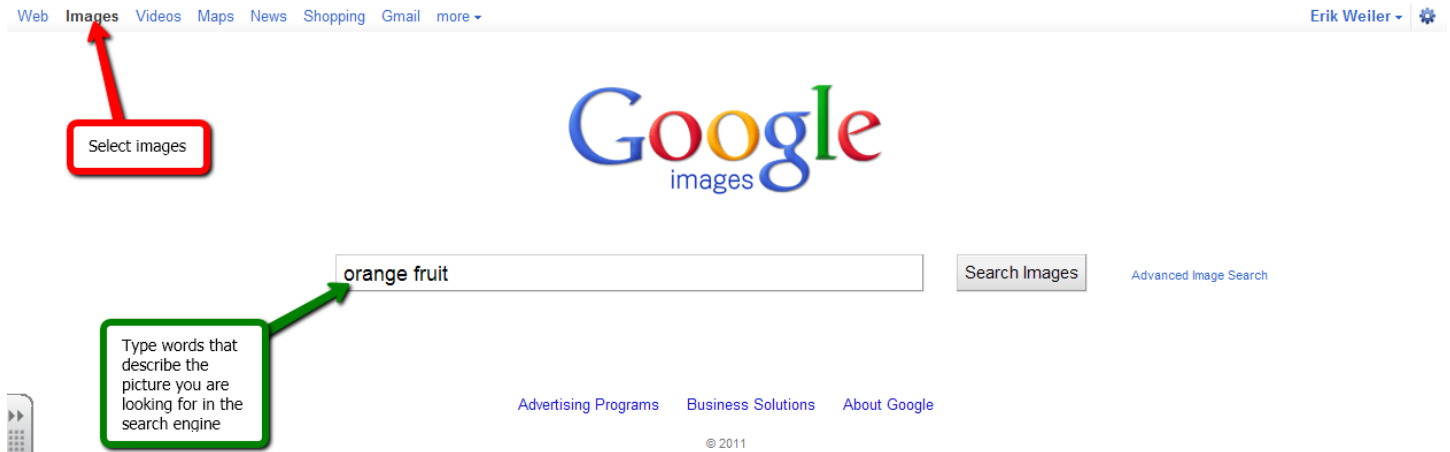 Web Images Videos Maps News Shopping Gmail more
Erik Weiler
Select images
Google
images
orange fruit
Search Images
Advanced Image Search
Type words that
describe the
picture you are
looking for in the
search engine
Advertising Programs Business Solutions About Google
© 2011